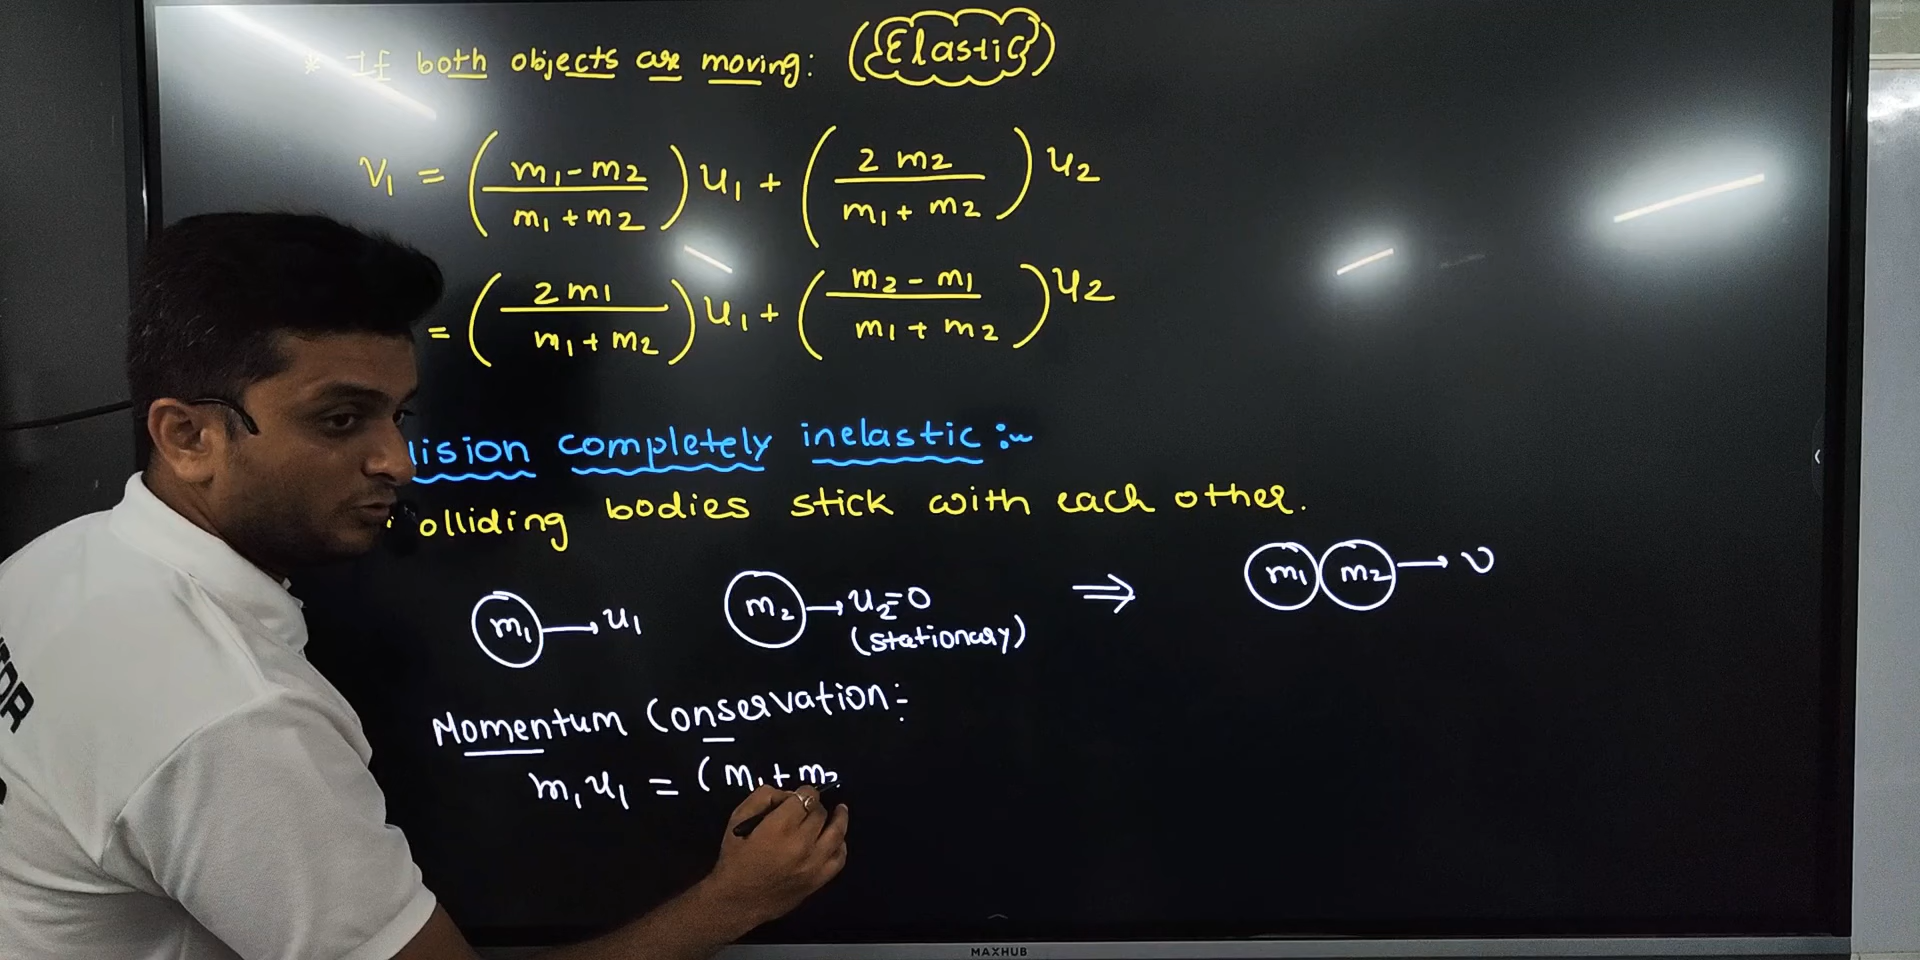 * If both objects are moving: (Elastic)
V1 = (m1-m2 / m1+m2) u1 + (2 m2 / m1+m2) u2
= (2 m1 / m1+m2) u1 + (m2-m1 / m1+m2) u2
lision completely inelastic :~
olliding bodies stick with each other.
m1 → u1 m2 → u2=0 ⇒ m1 m2 → v
(stationary)
Momentum Conservation:-
m1u1 = (m1+m2
MAXHUB